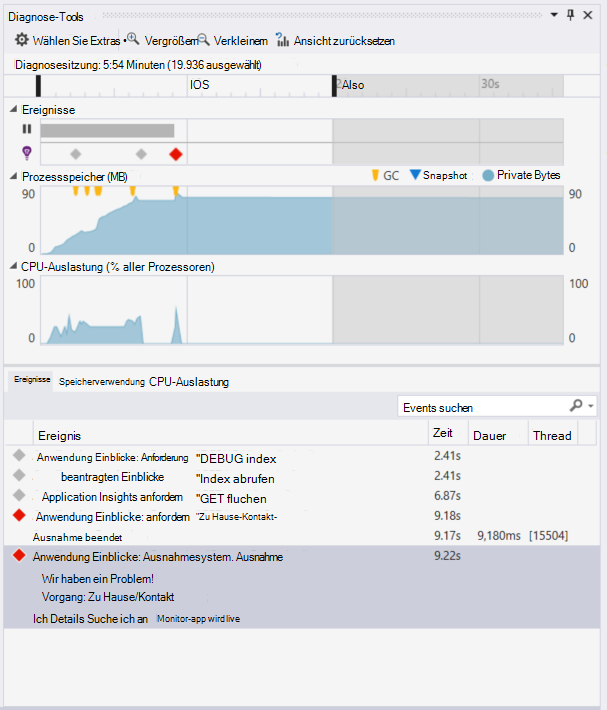 Diagnose-Tools
Wählen Sie Extras Vergrößern Verkleinern Ansicht zurücksetzen
Diagnosesitzung: 5:54 Minuten (19.936 ausgewählt)
IOS Also 30s
Ereignisse
Prozessspeicher (MB) GC Snapshot Private Bytes
90 90
0 0
CPU-Auslastung (% aller Prozessoren)
100 100
0 0
Ereignisse Speicherverwendung CPU-Auslastung
Events suchen
Ereignis Zeit Dauer Thread
Anwendung Einblicke: Anforderung "DEBUG index 2.41s
beantragten Einblicke "Index abrufen 2.41s
Application Insights anfordern "GET fluchen 6.87s
Anwendung Einblicke: anfordern "Zu Hause-Kontakt- 9.18s
Ausnahme beendet 9.17s 9,180ms [15504]
Anwendung Einblicke: Ausnahmesystem. Ausnahme 9.22s
Wir haben ein Problem!
Vorgang: Zu Hause/Kontakt
Ich Details Suche ich an Monitor-app wird live